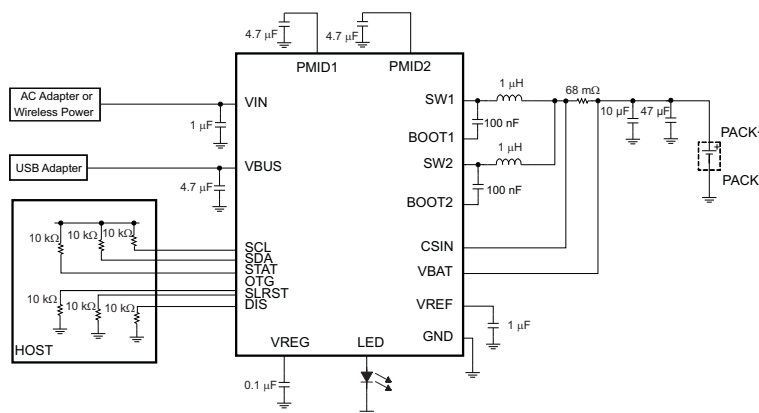 4.7 μF
4.7 μF
PMID1
PMID2
AC Adapter or
Wireless Power
VIN
1 μF
USB Adapter
VBUS
4.7 μF
SW1
1 μH
68 mΩ
100 nF
10 μF
47 μF
BOOT1
1 μH
SW2
100 nF
BOOT2
PACK+
PACK
10 kΩ
10 kΩ
10 kΩ
SCL
SDA
STAT
OTG
SLRST
DIS
10 kΩ
10 kΩ
10 kΩ
HOST
CSIN
VBAT
VREF
1 μF
GND
VREG
LED
0.1 μF